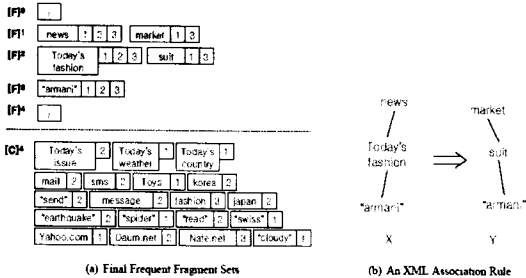 [F]⁰ /
[F]¹ news 1 2 3 market 1 3
[F]² Today's fashion 1 2 3 suit 1 3
[F]³ "armani" 1 2 3
[F]⁴ /
[C]⁴ Today's issue 2 Today's weather 1 Today's country 1
mail 2 sms 2 Toys 1 korea 2
"send" 2 message 2 fashion 3 japan 2
"earthquake" 2 "spider" 1 "read" 2 "swiss" 1
Yahoo.com 1 Daum.net 2 Nate.net 3 "cloudy" 1
(a) Final Frequent Fragment Sets
news
Today's
fashion
"armani"
X
market
suit
"armani"
Y
(b) An XML Association Rule